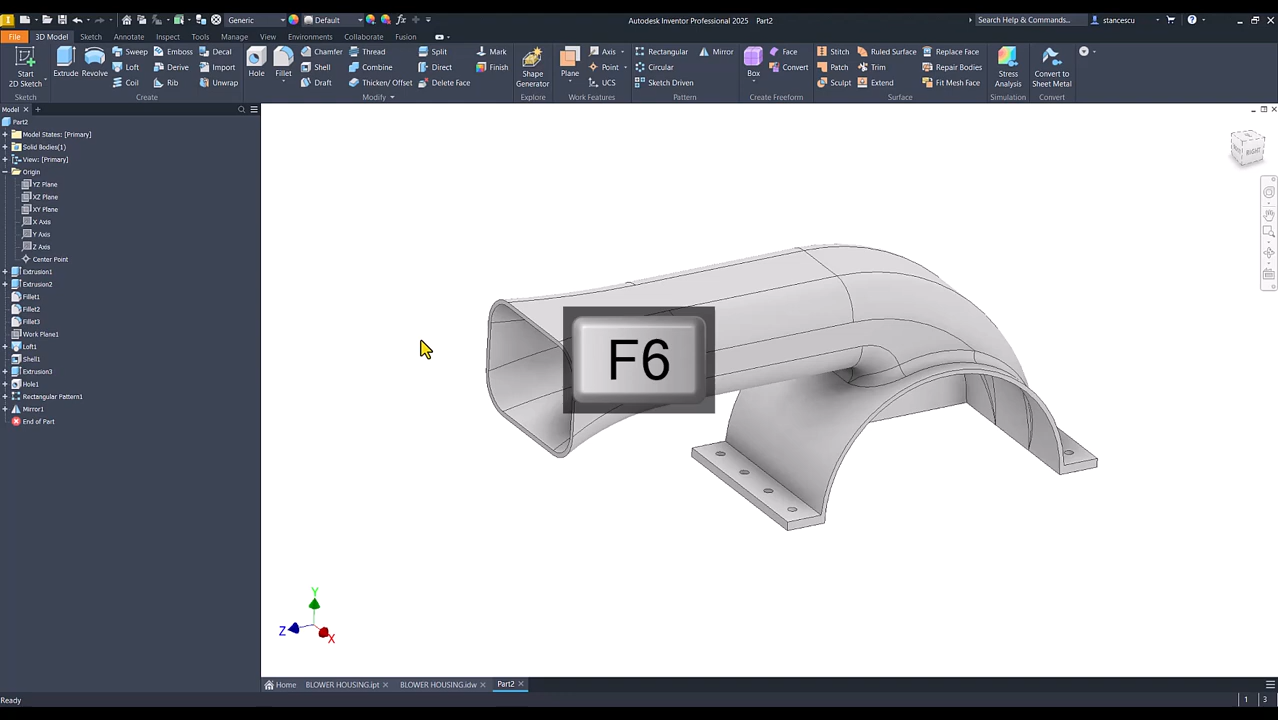 Generic
Default
fx
Autodesk Inventor Professional 2025 Part2
Search Help & Commands...
stancescu
File 3D Model Sketch Annotate Inspect Tools Manage View Environments Collaborate Fusion
Start
2D Sketch
Extrude
Revolve
Sweep
Emboss
Decal
Loft
Derive
Import
Coil
Rib
Unwrap
Hole
Fillet
Chamfer
Thread
Split
Mark
Shell
Combine
Direct
Finish
Draft
Thicken/ Offset
Delete Face
Shape
Generator
Plane
Axis
Point
UCS
Rectangular
Mirror
Circular
Sketch Driven
Box
Face
Convert
Stitch
Ruled Surface
Replace Face
Patch
Trim
Repair Bodies
Sculpt
Extend
Fit Mesh Face
Stress
Analysis
Convert to
Sheet Metal
Sketch
Create
Modify
Explore
Work Features
Pattern
Create Freeform
Surface
Simulation
Convert
Model
Part2
Model States: [Primary]
Solid Bodies(1)
View: [Primary]
Origin
YZ Plane
XZ Plane
XY Plane
X Axis
Y Axis
Z Axis
Center Point
Extrusion1
Extrusion2
Fillet1
Fillet2
Fillet3
Work Plane1
Loft1
Shell1
Extrusion3
Hole1
Rectangular Pattern1
Mirror1
End of Part
RIGHT
F6
Y
Z
X
Home
BLOWER HOUSING.ipt
BLOWER HOUSING.idw
Part2
Ready
1
3